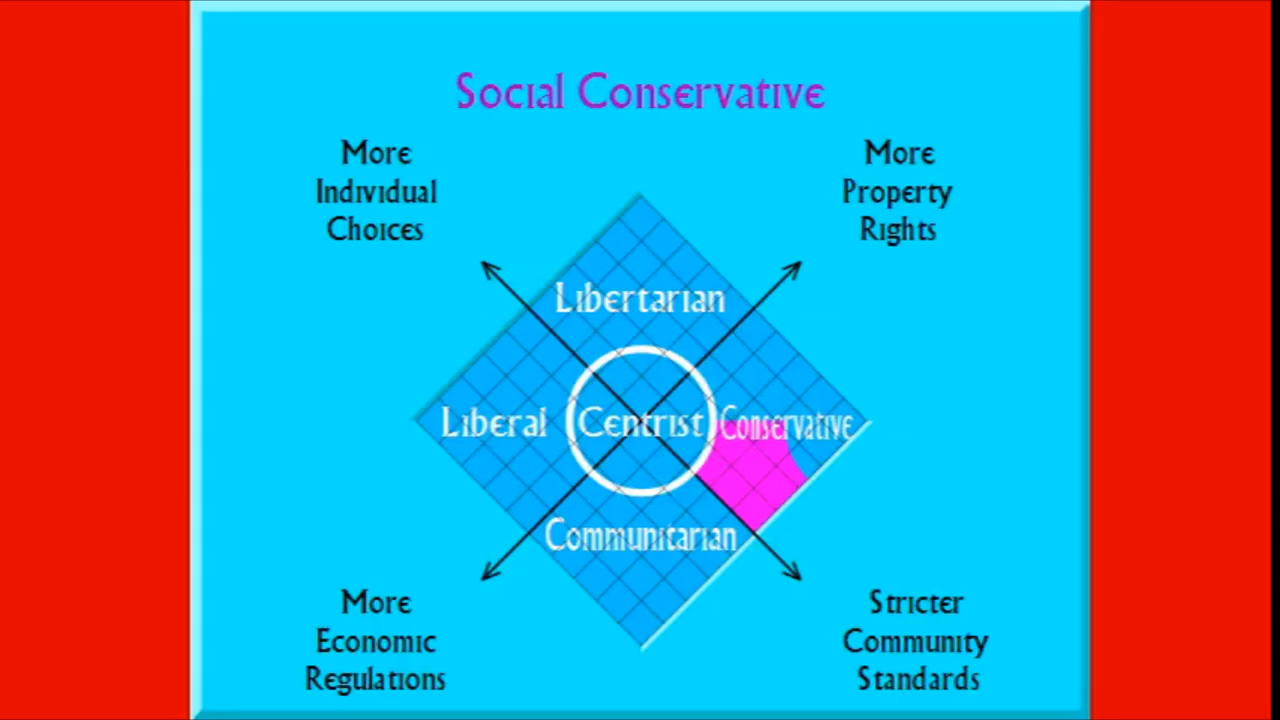 Social Conservative
More
Individual
Choices
More
Property
Rights
Libertarian
Liberal
Centrist
Conservative
Communitarian
More
Economic
Regulations
Stricter
Community
Standards